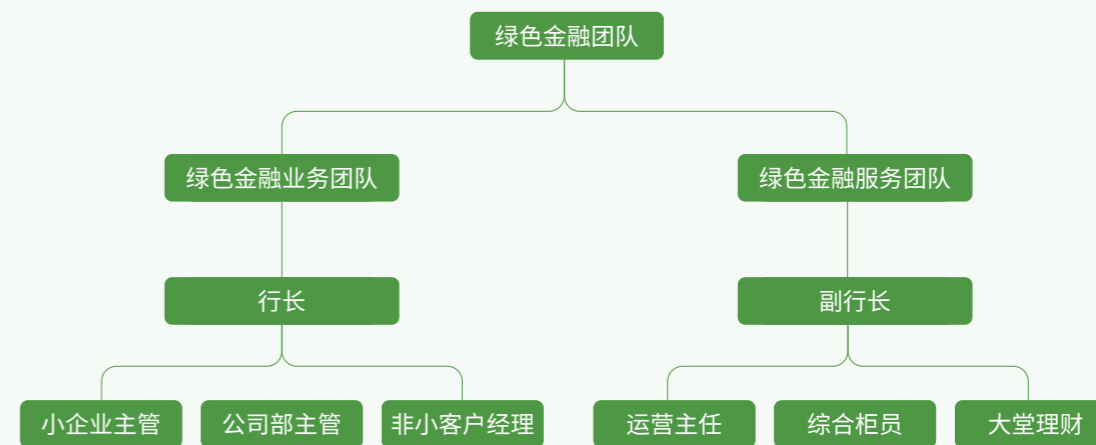 绿色金融团队
绿色金融业务团队
绿色金融服务团队
行长
副行长
小企业主管
公司部主管
非小客户经理
运营主任
综合柜员
大堂理财